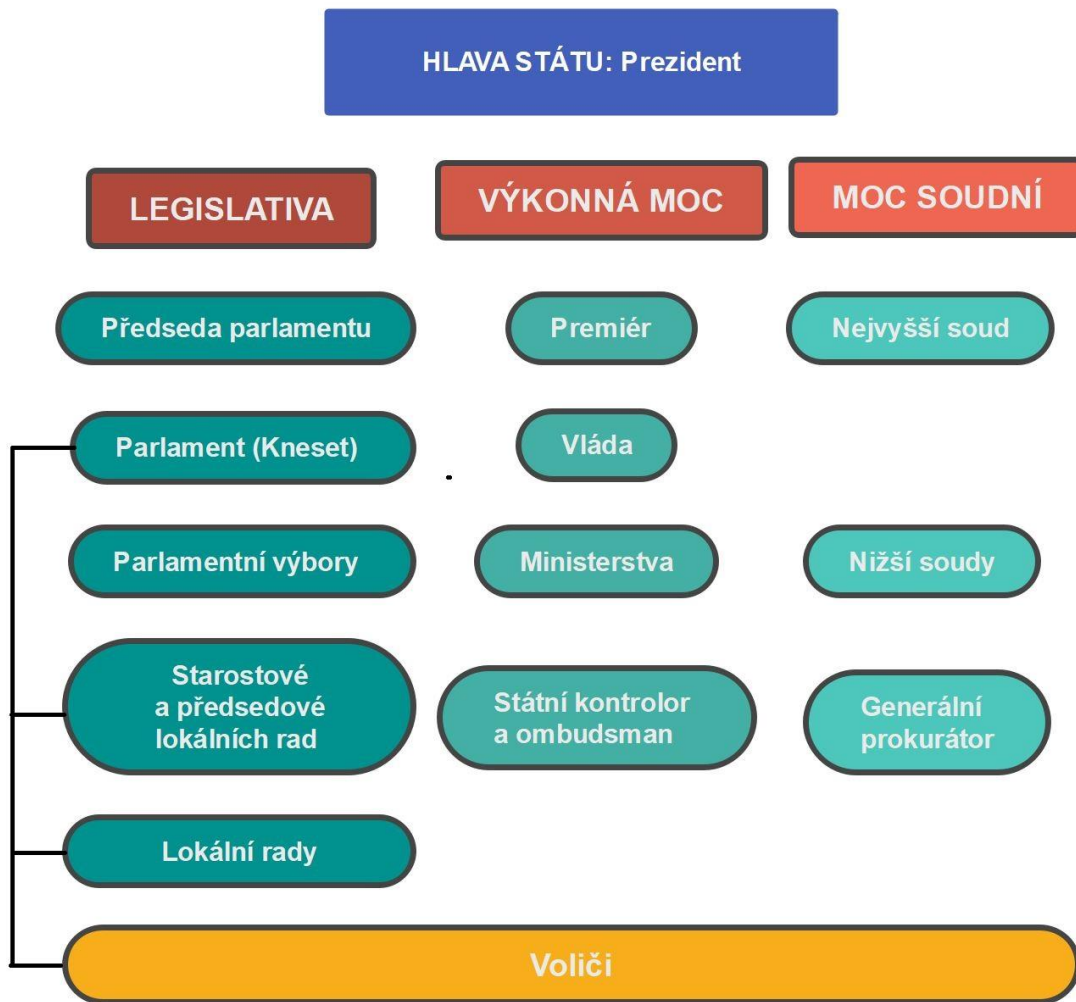 HLAVA STÁTU: Prezident
LEGISLATIVA
VÝKONNÁ MOC
MOC SOUDNÍ
Předseda parlamentu
Premiér
Nejvyšší soud
Parlament (Kneset)
Vláda
Parlamentní výbory
Ministerstva
Nižší soudy
Starostové
a předsedové
lokálních rad
Státní kontrolor
a ombudsman
Generální
prokurátor
Lokální rady
Voliči